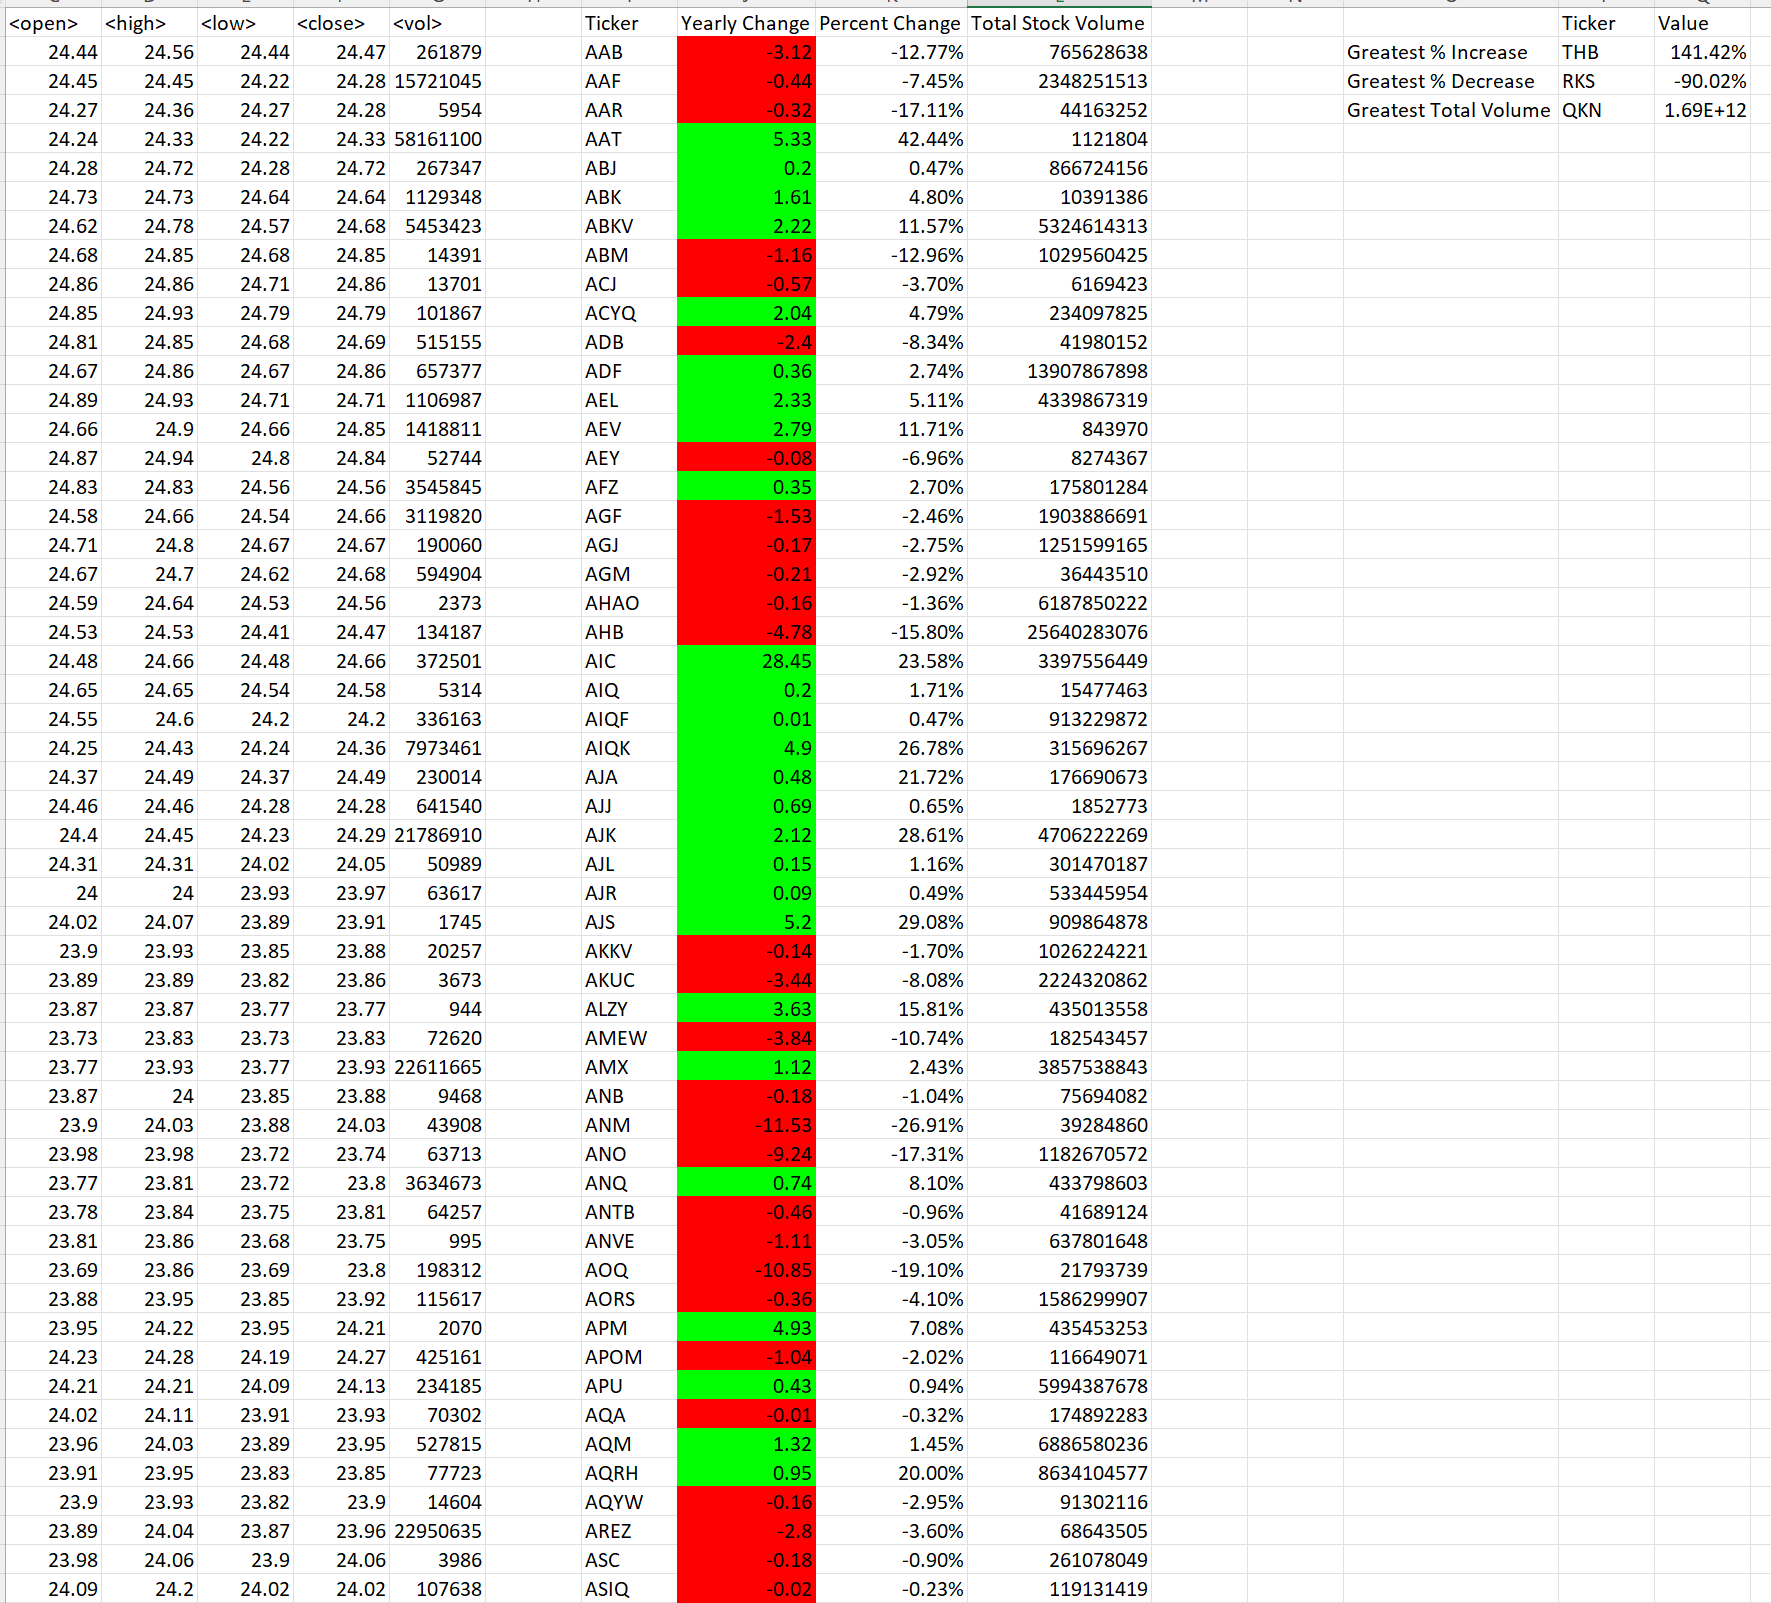 <open> <high> <low> <close> <vol> Ticker Yearly Change Percent Change Total Stock Volume Ticker Value
24.44 24.56 24.44 24.47 261879 AAB -3.12 -12.77% 765628638 Greatest % Increase THB 141.42%
24.45 24.45 24.22 24.28 15721045 AAF -0.44 -7.45% 2348251513 Greatest % Decrease RKS -90.02%
24.27 24.36 24.27 24.28 5954 AAR -0.32 -17.11% 44163252 Greatest Total Volume QKN 1.69E+12
24.24 24.33 24.22 24.33 58161100 AAT 5.33 42.44% 1121804
24.28 24.72 24.28 24.72 267347 ABJ 0.2 0.47% 866724156
24.73 24.73 24.64 24.64 1129348 ABK 1.61 4.80% 10391386
24.62 24.78 24.57 24.68 5453423 ABKV 2.22 11.57% 5324614313
24.68 24.85 24.68 24.85 14391 ABM -1.16 -12.96% 1029560425
24.86 24.86 24.71 24.86 13701 ACJ -0.57 -3.70% 6169423
24.85 24.93 24.79 24.79 101867 ACYQ 2.04 4.79% 234097825
24.81 24.85 24.68 24.69 515155 ADB -2.4 -8.34% 41980152
24.67 24.86 24.67 24.86 657377 ADF 0.36 2.74% 13907867898
24.89 24.93 24.71 24.71 1106987 AEL 2.33 5.11% 4339867319
24.66 24.9 24.66 24.85 1418811 AEV 2.79 11.71% 843970
24.87 24.94 24.8 24.84 52744 AEY -0.08 -6.96% 8274367
24.83 24.83 24.56 24.56 3545845 AFZ 0.35 2.70% 175801284
24.58 24.66 24.54 24.66 3119820 AGF -1.53 -2.46% 1903886691
24.71 24.8 24.67 24.67 190060 AGJ -0.17 -2.75% 1251599165
24.67 24.7 24.62 24.68 594904 AGM -0.21 -2.92% 36443510
24.59 24.64 24.53 24.56 2373 AHAO -0.16 -1.36% 6187850222
24.53 24.53 24.41 24.47 134187 AHB -4.78 -15.80% 25640283076
24.48 24.66 24.48 24.66 372501 AIC 28.45 23.58% 3397556449
24.65 24.65 24.54 24.58 5314 AIQ 0.2 1.71% 15477463
24.55 24.6 24.2 24.2 336163 AIQF 0.01 0.47% 913229872
24.25 24.43 24.24 24.36 7973461 AIQK 4.9 26.78% 315696267
24.37 24.49 24.37 24.49 230014 AJA 0.48 21.72% 176690673
24.46 24.46 24.28 24.28 641540 AJJ 0.69 0.65% 1852773
24.4 24.45 24.23 24.29 21786910 AJK 2.12 28.61% 4706222269
24.31 24.31 24.02 24.05 50989 AJL 0.15 1.16% 301470187
24 24 23.93 23.97 63617 AJR 0.09 0.49% 533445954
24.02 24.07 23.89 23.91 1745 AJS 5.2 29.08% 909864878
23.9 23.93 23.85 23.88 20257 AKKV -0.14 -1.70% 1026224221
23.89 23.89 23.82 23.86 3673 AKUC -3.44 -8.08% 2224320862
23.87 23.87 23.77 23.77 944 ALZY 3.63 15.81% 435013558
23.73 23.83 23.73 23.83 72620 AMEW -3.84 -10.74% 182543457
23.77 23.93 23.77 23.93 22611665 AMX 1.12 2.43% 3857538843
23.87 24 23.85 23.88 9468 ANB -0.18 -1.04% 75694082
23.9 24.03 23.88 24.03 43908 ANM -11.53 -26.91% 39284860
23.98 23.98 23.72 23.74 63713 ANO -9.24 -17.31% 1182670572
23.77 23.81 23.72 23.8 3634673 ANQ 0.74 8.10% 433798603
23.78 23.84 23.75 23.81 64257 ANTB -0.46 -0.96% 41689124
23.81 23.86 23.68 23.75 995 ANVE -1.11 -3.05% 637801648
23.69 23.86 23.69 23.8 198312 AOQ -10.85 -19.10% 21793739
23.88 23.95 23.85 23.92 115617 AORS -0.36 -4.10% 1586299907
23.95 24.22 23.95 24.21 2070 APM 4.93 7.08% 435453253
24.23 24.28 24.19 24.27 425161 APOM -1.04 -2.02% 116649071
24.21 24.21 24.09 24.13 234185 APU 0.43 0.94% 5994387678
24.02 24.11 23.91 23.93 70302 AQA -0.01 -0.32% 174892283
23.96 24.03 23.89 23.95 527815 AQM 1.32 1.45% 6886580236
23.91 23.95 23.83 23.85 77723 AQRH 0.95 20.00% 8634104577
23.9 23.93 23.82 23.9 14604 AQYW -0.16 -2.95% 91302116
23.89 24.04 23.87 23.96 22950635 AREZ -2.8 -3.60% 68643505
23.98 24.06 23.9 24.06 3986 ASC -0.18 -0.90% 261078049
24.09 24.2 24.02 24.02 107638 ASIQ -0.02 -0.23% 119131419